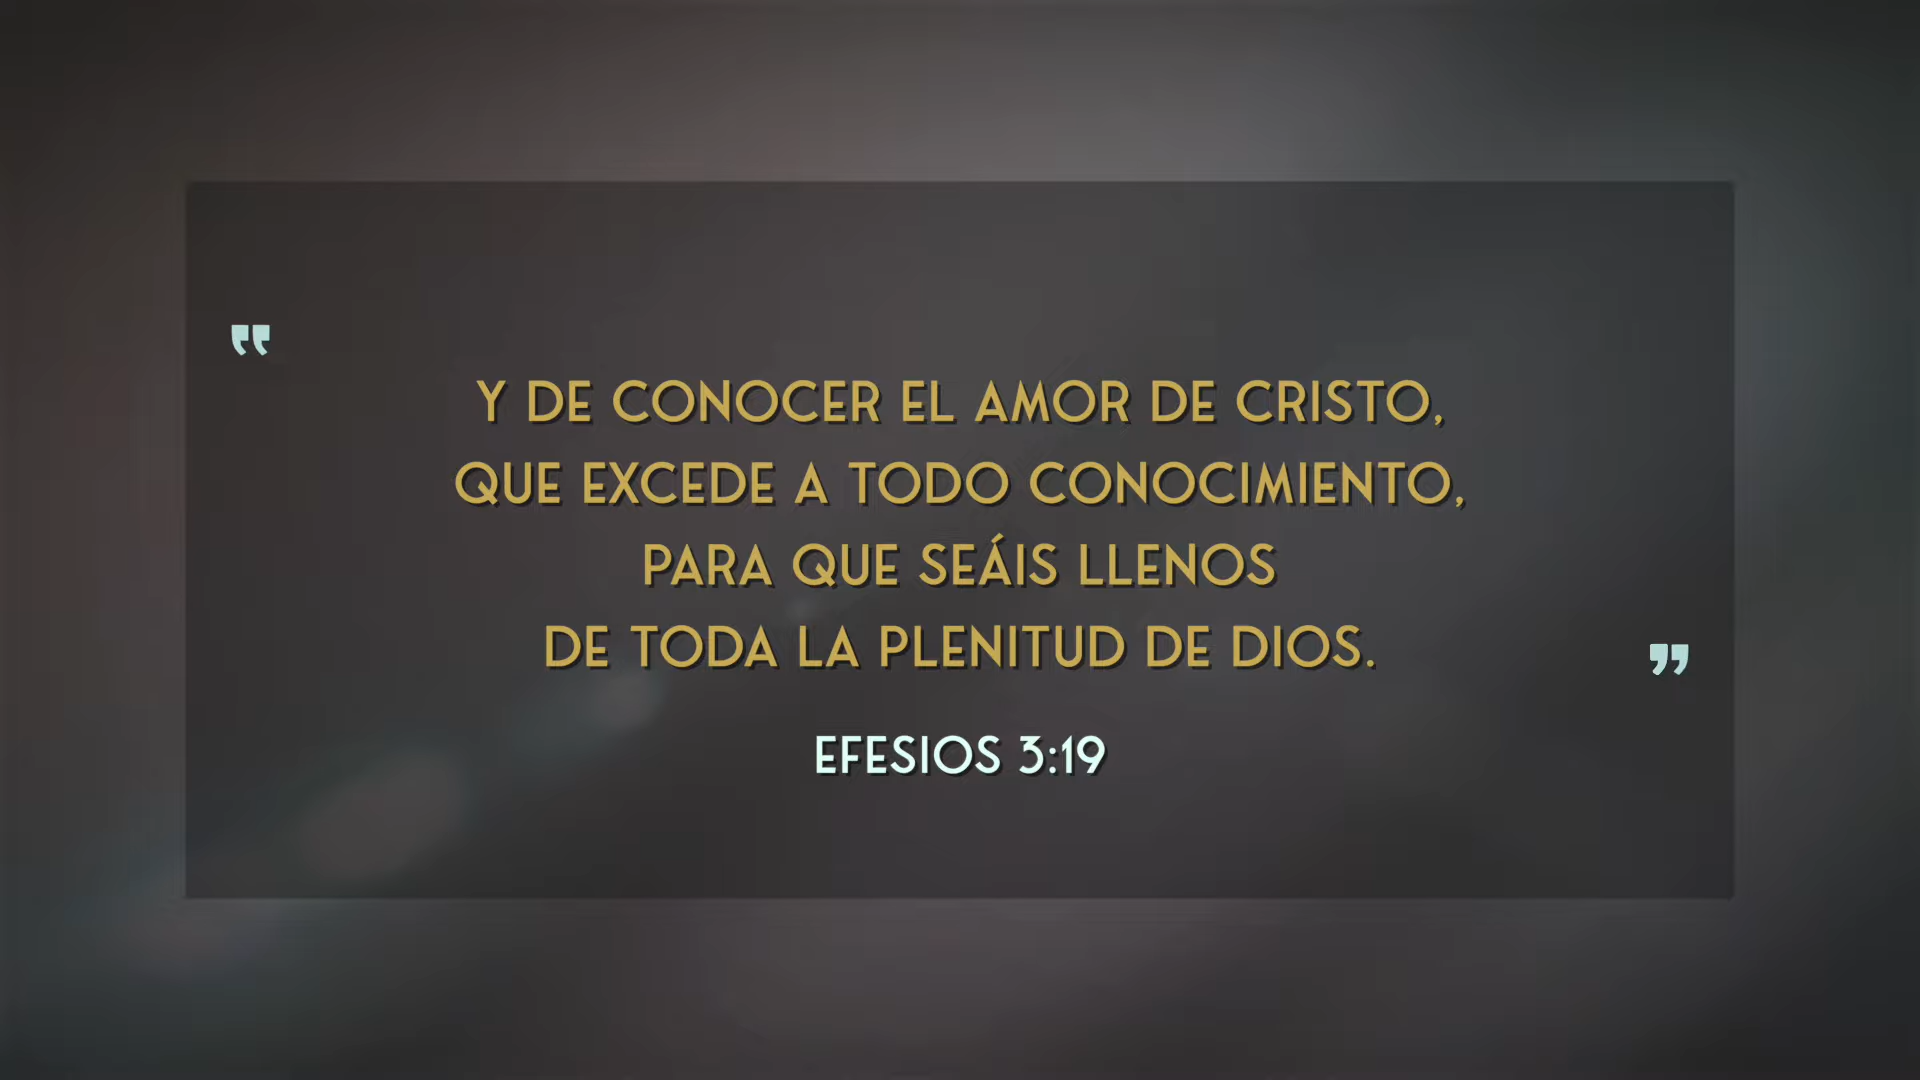 "
Y DE CONOCER EL AMOR DE CRISTO,
QUE EXCEDE A TODO CONOCIMIENTO,
PARA QUE SEÁIS LLENOS
DE TODA LA PLENITUD DE DIOS.
"
EFESIOS 3:19